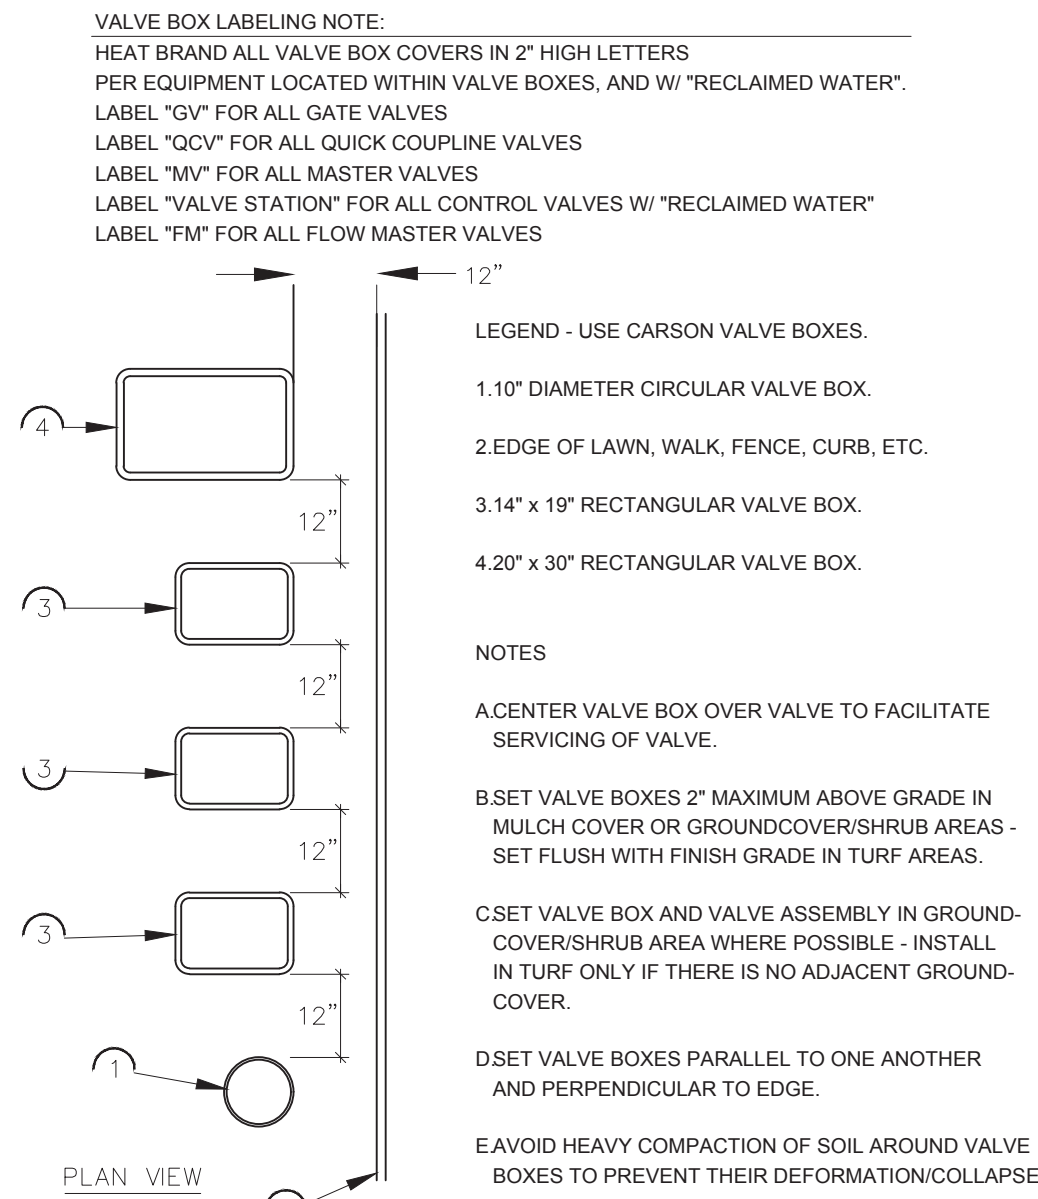 VALVE BOX LABELING NOTE:
HEAT BRAND ALL VALVE BOX COVERS IN 2" HIGH LETTERS
PER EQUIPMENT LOCATED WITHIN VALVE BOXES, AND W/ "RECLAIMED WATER".
LABEL "GV" FOR ALL GATE VALVES
LABEL "QCV" FOR ALL QUICK COUPLINE VALVES
LABEL "MV" FOR ALL MASTER VALVES
LABEL "VALVE STATION" FOR ALL CONTROL VALVES W/ "RECLAIMED WATER"
LABEL "FM" FOR ALL FLOW MASTER VALVES
12”
4
12”
3
12”
3
12”
3
12”
1
PLAN VIEW
LEGEND - USE CARSON VALVE BOXES.
1.10" DIAMETER CIRCULAR VALVE BOX.
2.EDGE OF LAWN, WALK, FENCE, CURB, ETC.
3.14" x 19" RECTANGULAR VALVE BOX.
4.20" x 30" RECTANGULAR VALVE BOX.
NOTES
A.CENTER VALVE BOX OVER VALVE TO FACILITATE
SERVICING OF VALVE.
B.SET VALVE BOXES 2" MAXIMUM ABOVE GRADE IN
MULCH COVER OR GROUNDCOVER/SHRUB AREAS -
SET FLUSH WITH FINISH GRADE IN TURF AREAS.
C.SET VALVE BOX AND VALVE ASSEMBLY IN GROUND-
COVER/SHRUB AREA WHERE POSSIBLE - INSTALL
IN TURF ONLY IF THERE IS NO ADJACENT GROUND-
COVER.
D.SET VALVE BOXES PARALLEL TO ONE ANOTHER
AND PERPENDICULAR TO EDGE.
E.AVOID HEAVY COMPACTION OF SOIL AROUND VALVE
BOXES TO PREVENT THEIR DEFORMATION/COLLAPSE